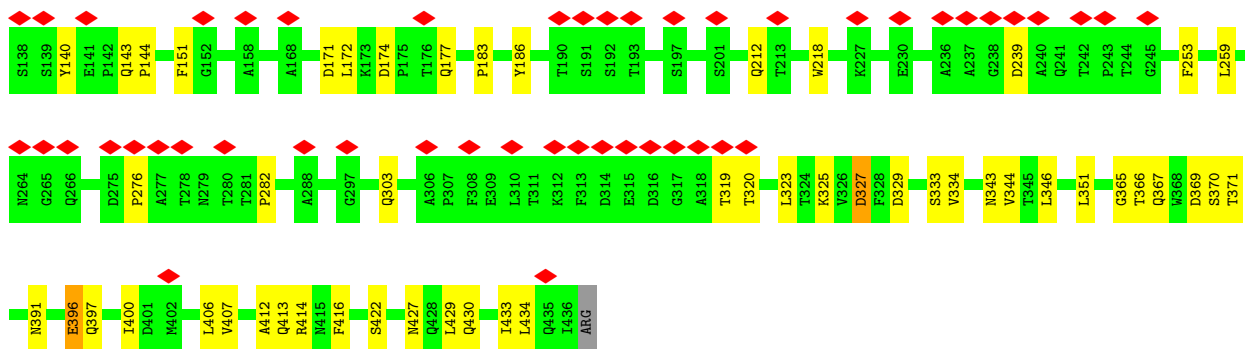 S138 S139 Y140 E141 P142 Q143 P144 F151 G152 A158 A168 D171 L172 K173 D174 P175 T176 Q177 P183 Y186 T190 S191 S192 T193 S197 S201 Q212 T213 W218 K227 E230 A236 A237 G238 D239 A240 Q241 T242 P243 T244 G245 F253 L259
N264 G265 Q266 D275 P276 A277 T278 N279 T280 T281 P282 A288 G297 Q303 A306 P307 F308 E309 L310 T311 K312 F313 D314 E315 D316 G317 A318 T319 T320 L323 T324 K325 V326 D327 F328 D329 S333 V334 N343 V344 T345 L346 L351 G365 T366 Q367 W368 D369 S370 T371
N391 E396 Q397 I400 D401 M402 L406 V407 A412 Q413 R414 N415 F416 S422 N427 Q428 L429 Q430 I433 L434 Q435 I436 ARG